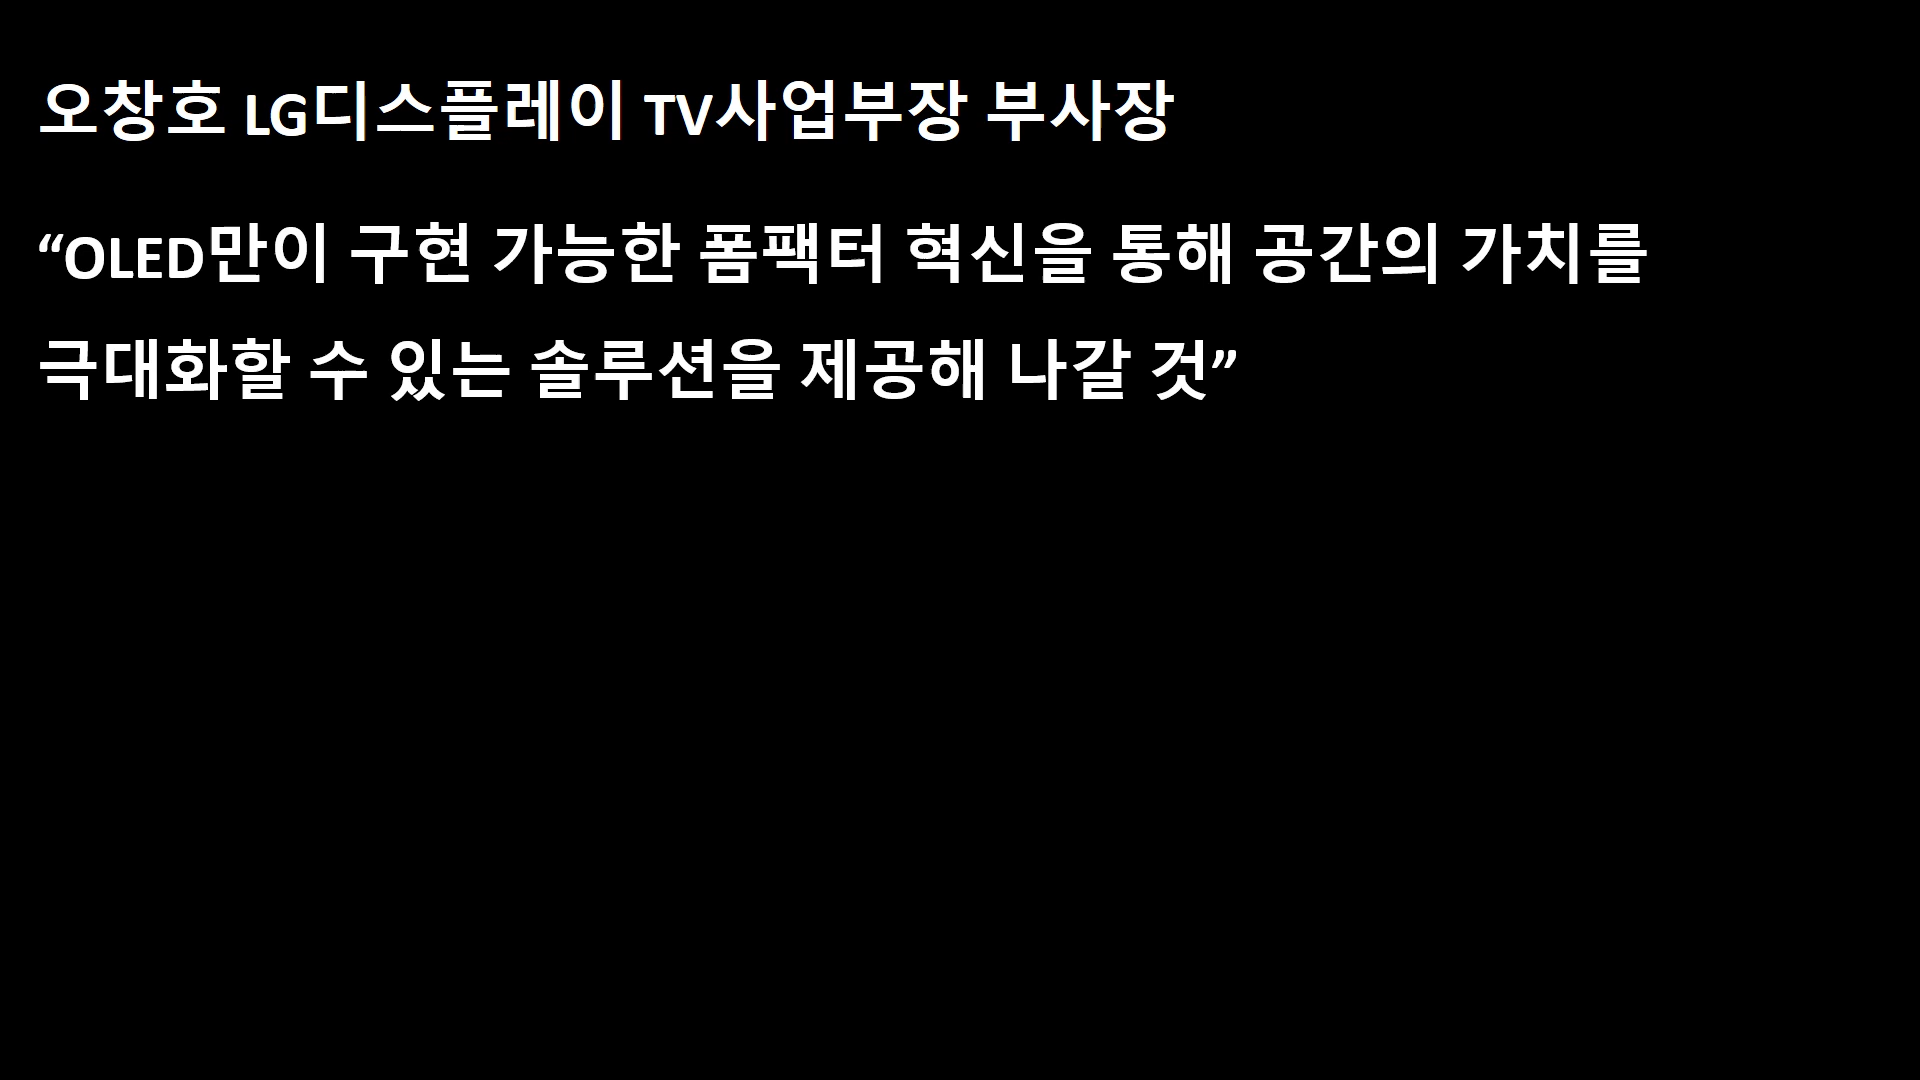 오창호 LG디스플레이 TV사업부장 부사장
“OLED만이 구현 가능한 폼팩터 혁신을 통해 공간의 가치를
극대화할 수 있는 솔루션을 제공해 나갈 것”